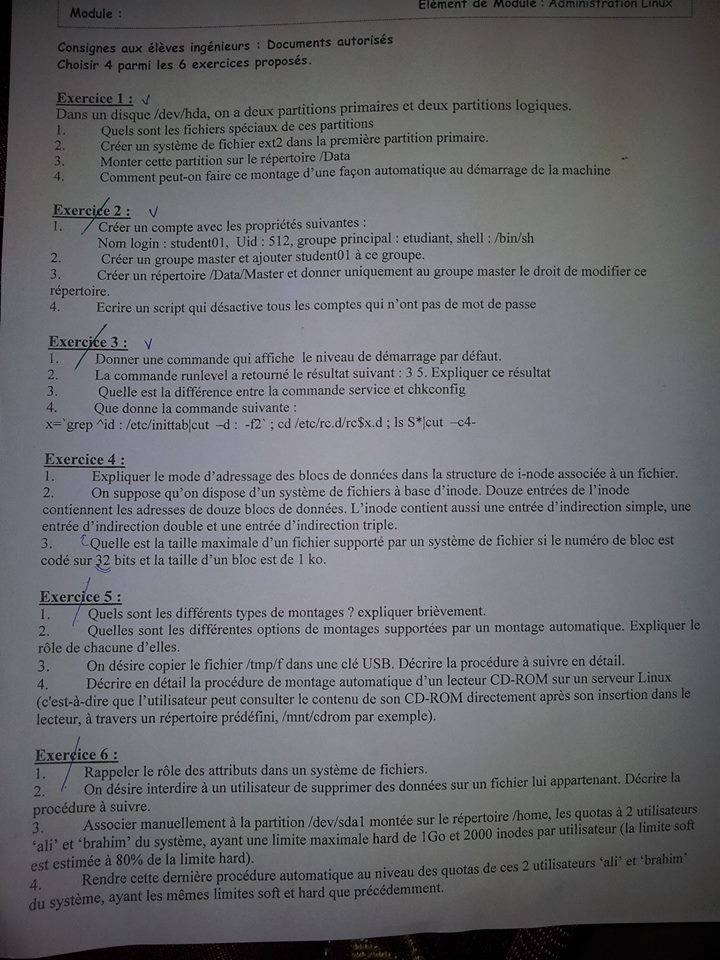 Module :
Elément de Module : Administration Linux
Consignes aux élèves ingénieurs : Documents autorisés
Choisir 4 parmi les 6 exercices proposés.
Exercice 1 :
Dans un disque /dev/hda, on a deux partitions primaires et deux partitions logiques.
1. Quels sont les fichiers spéciaux de ces partitions
2. Créer un système de fichier ext2 dans la première partition primaire.
3. Monter cette partition sur le répertoire /Data
4. Comment peut-on faire ce montage d'une façon automatique au démarrage de la machine
Exercice 2 :
1. Créer un compte avec les propriétés suivantes :
Nom login : student01, Uid : 512, groupe principal : etudiant, shell : /bin/sh
2. Créer un groupe master et ajouter student01 à ce groupe.
3. Créer un répertoire /Data/Master et donner uniquement au groupe master le droit de modifier ce
répertoire.
4. Ecrire un script qui désactive tous les comptes qui n'ont pas de mot de passe
Exercice 3 :
1. Donner une commande qui affiche le niveau de démarrage par défaut.
2. La commande runlevel a retourné le résultat suivant : 3 5. Expliquer ce résultat
3. Quelle est la différence entre la commande service et chkconfig
4. Que donne la commande suivante :
x=`grep ^id : /etc/inittab|cut –d : -f2` ; cd /etc/rc.d/rc$x.d ; ls S*|cut –c4-
Exercice 4 :
1. Expliquer le mode d'adressage des blocs de données dans la structure de i-node associée à un fichier.
2. On suppose qu'on dispose d'un système de fichiers à base d'inode. Douze entrées de l'inode
contiennent les adresses de douze blocs de données. L'inode contient aussi une entrée d'indirection simple, une
entrée d'indirection double et une entrée d'indirection triple.
3. Quelle est la taille maximale d'un fichier supporté par un système de fichier si le numéro de bloc est
codé sur 32 bits et la taille d'un bloc est de 1 ko.
Exercice 5 :
1. Quels sont les différents types de montages ? expliquer brièvement.
2. Quelles sont les différentes options de montages supportées par un montage automatique. Expliquer le
rôle de chacune d'elles.
3. On désire copier le fichier /tmp/f dans une clé USB. Décrire la procédure à suivre en détail.
4. Décrire en détail la procédure de montage automatique d'un lecteur CD-ROM sur un serveur Linux
(c'est-à-dire que l'utilisateur peut consulter le contenu de son CD-ROM directement après son insertion dans le
lecteur, à travers un répertoire prédéfini, /mnt/cdrom par exemple).
Exercice 6 :
1. Rappeler le rôle des attributs dans un système de fichiers.
2. On désire interdire à un utilisateur de supprimer des données sur un fichier lui appartenant. Décrire la
procédure à suivre.
3. Associer manuellement à la partition /dev/sda1 montée sur le répertoire /home, les quotas à 2 utilisateurs
'ali' et 'brahim' du système, ayant une limite maximale hard de 1Go et 2000 inodes par utilisateur (la limite soft
est estimée à 80% de la limite hard).
4. Rendre cette dernière procédure automatique au niveau des quotas de ces 2 utilisateurs 'ali' et 'brahim'
du système, ayant les mêmes limites soft et hard que précédemment.